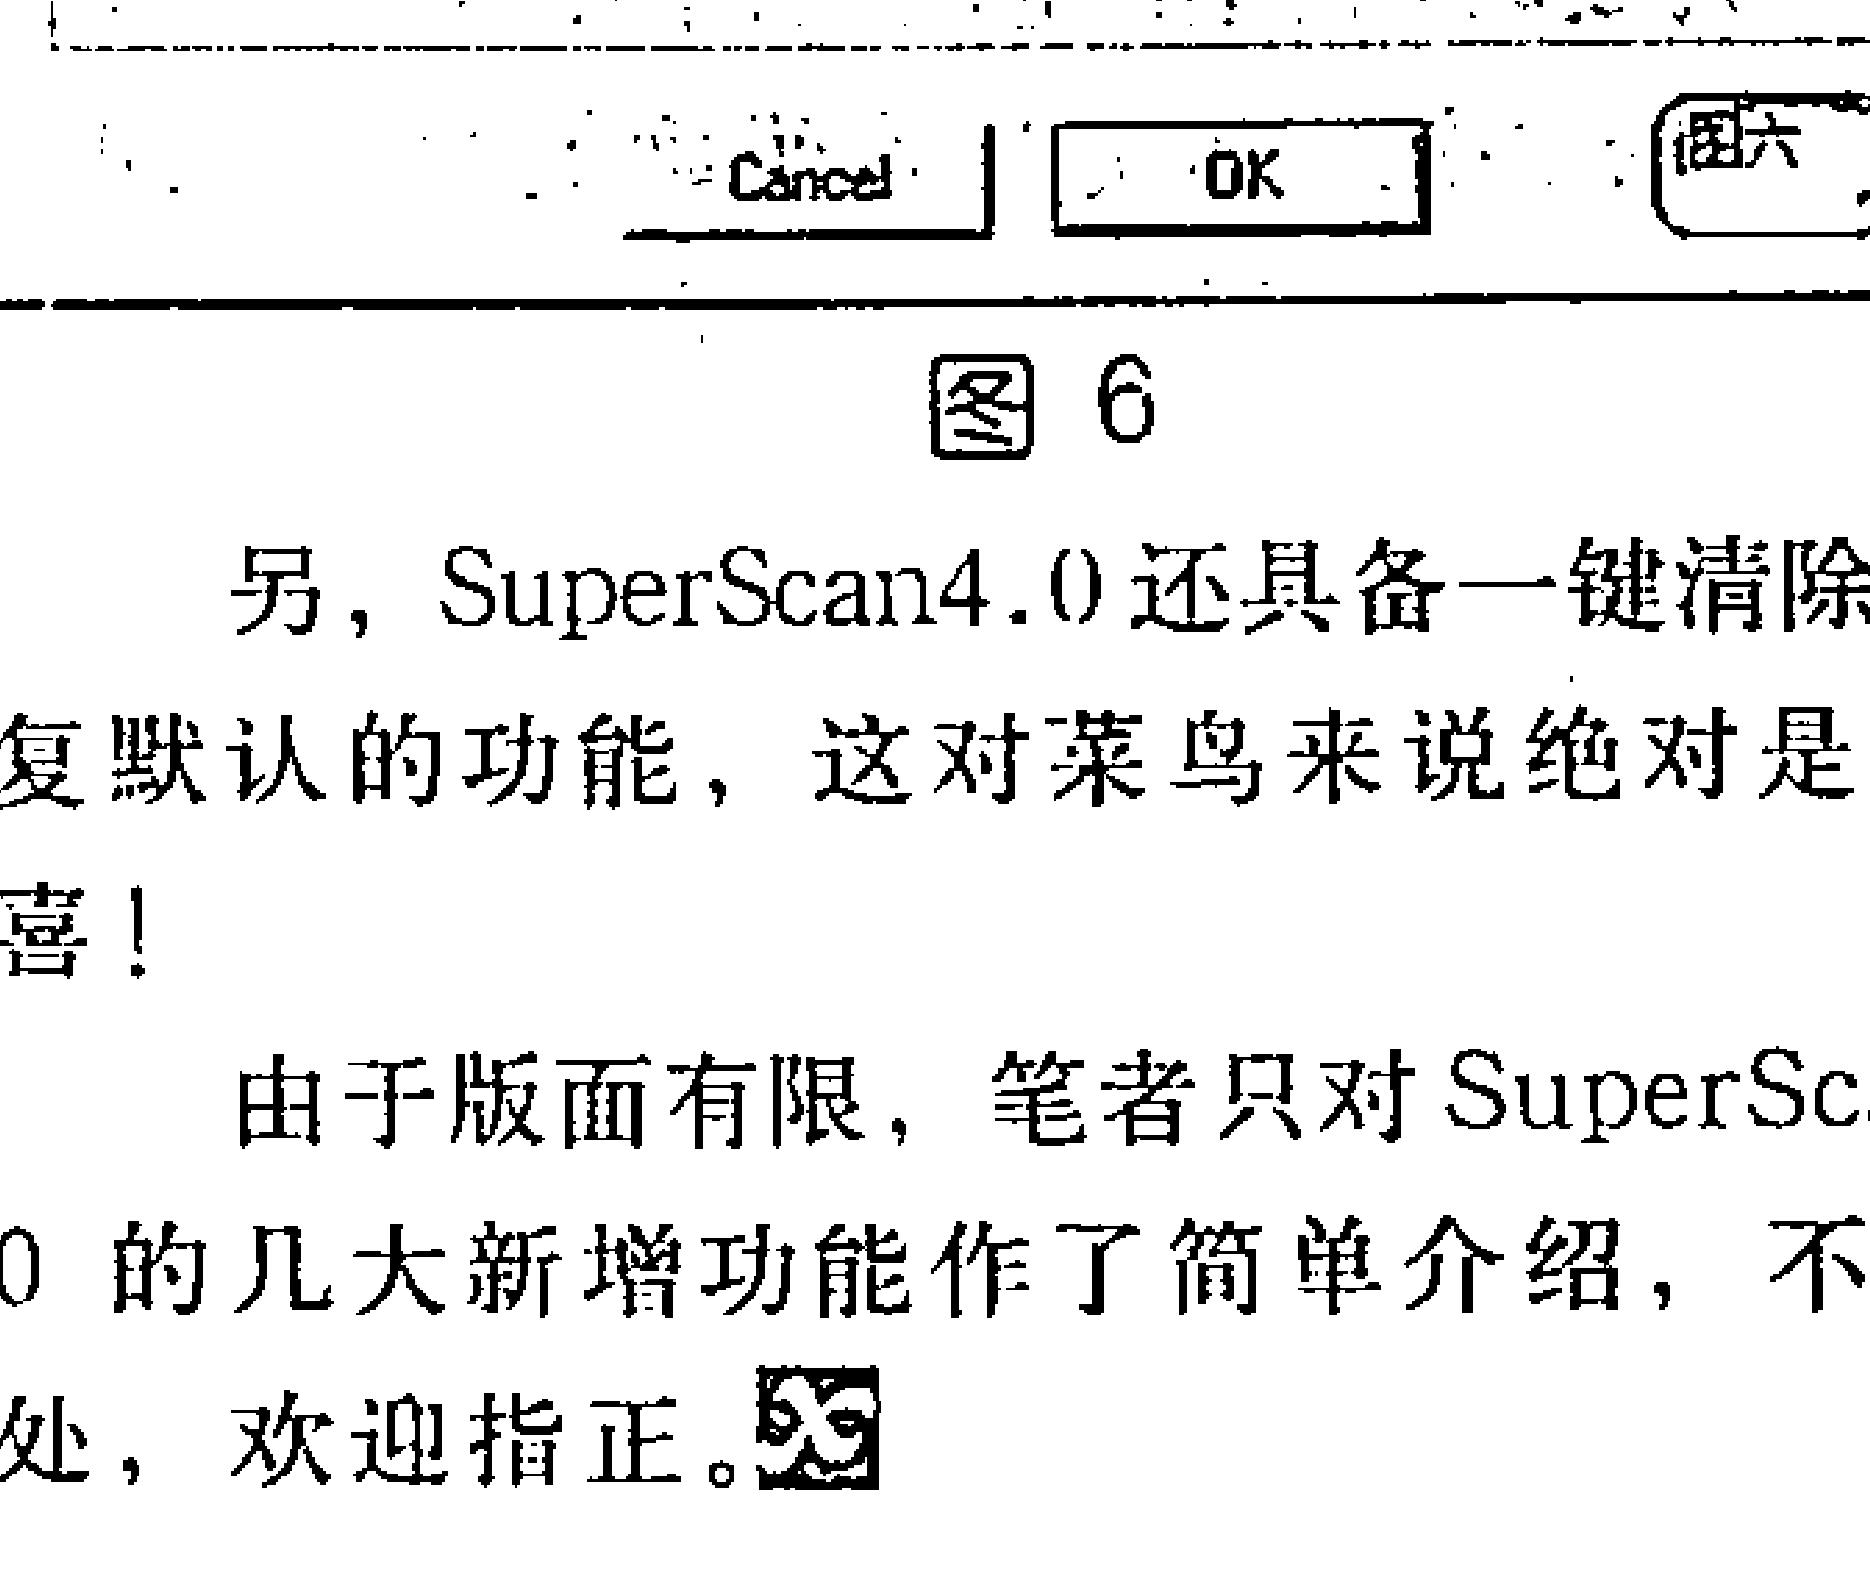 Cancel OK 图六
图 6
另，SuperScan4.0还具备一键清除
复默认的功能，这对菜鸟来说绝对是
喜！
由于版面有限，笔者只对SuperSc
0 的几大新增功能作了简单介绍，不
处，欢迎指正。